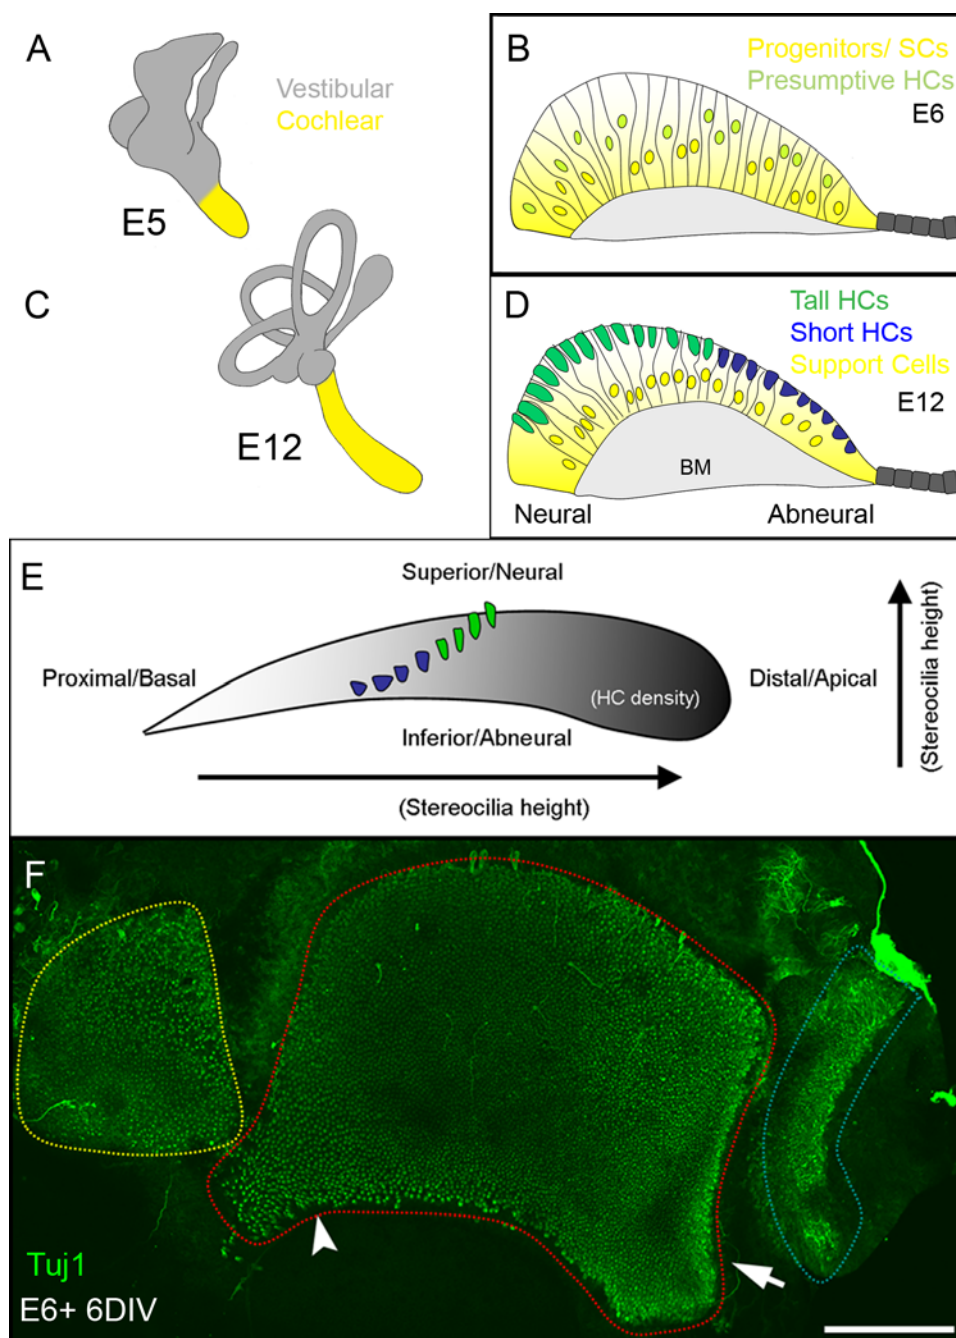 A
Vestibular
Cochlear
E5
B
Progenitors/ SCs
Presumptive HCs
E6
C
E12
D
Tall HCs
Short HCs
Support Cells
E12
BM
Neural
Abneural
E
Superior/Neural
Proximal/Basal
(HC density)
Distal/Apical
Inferior/Abneural
(Stereocilia height)
(Stereocilia height)
F
Tuj1
E6+ 6DIV